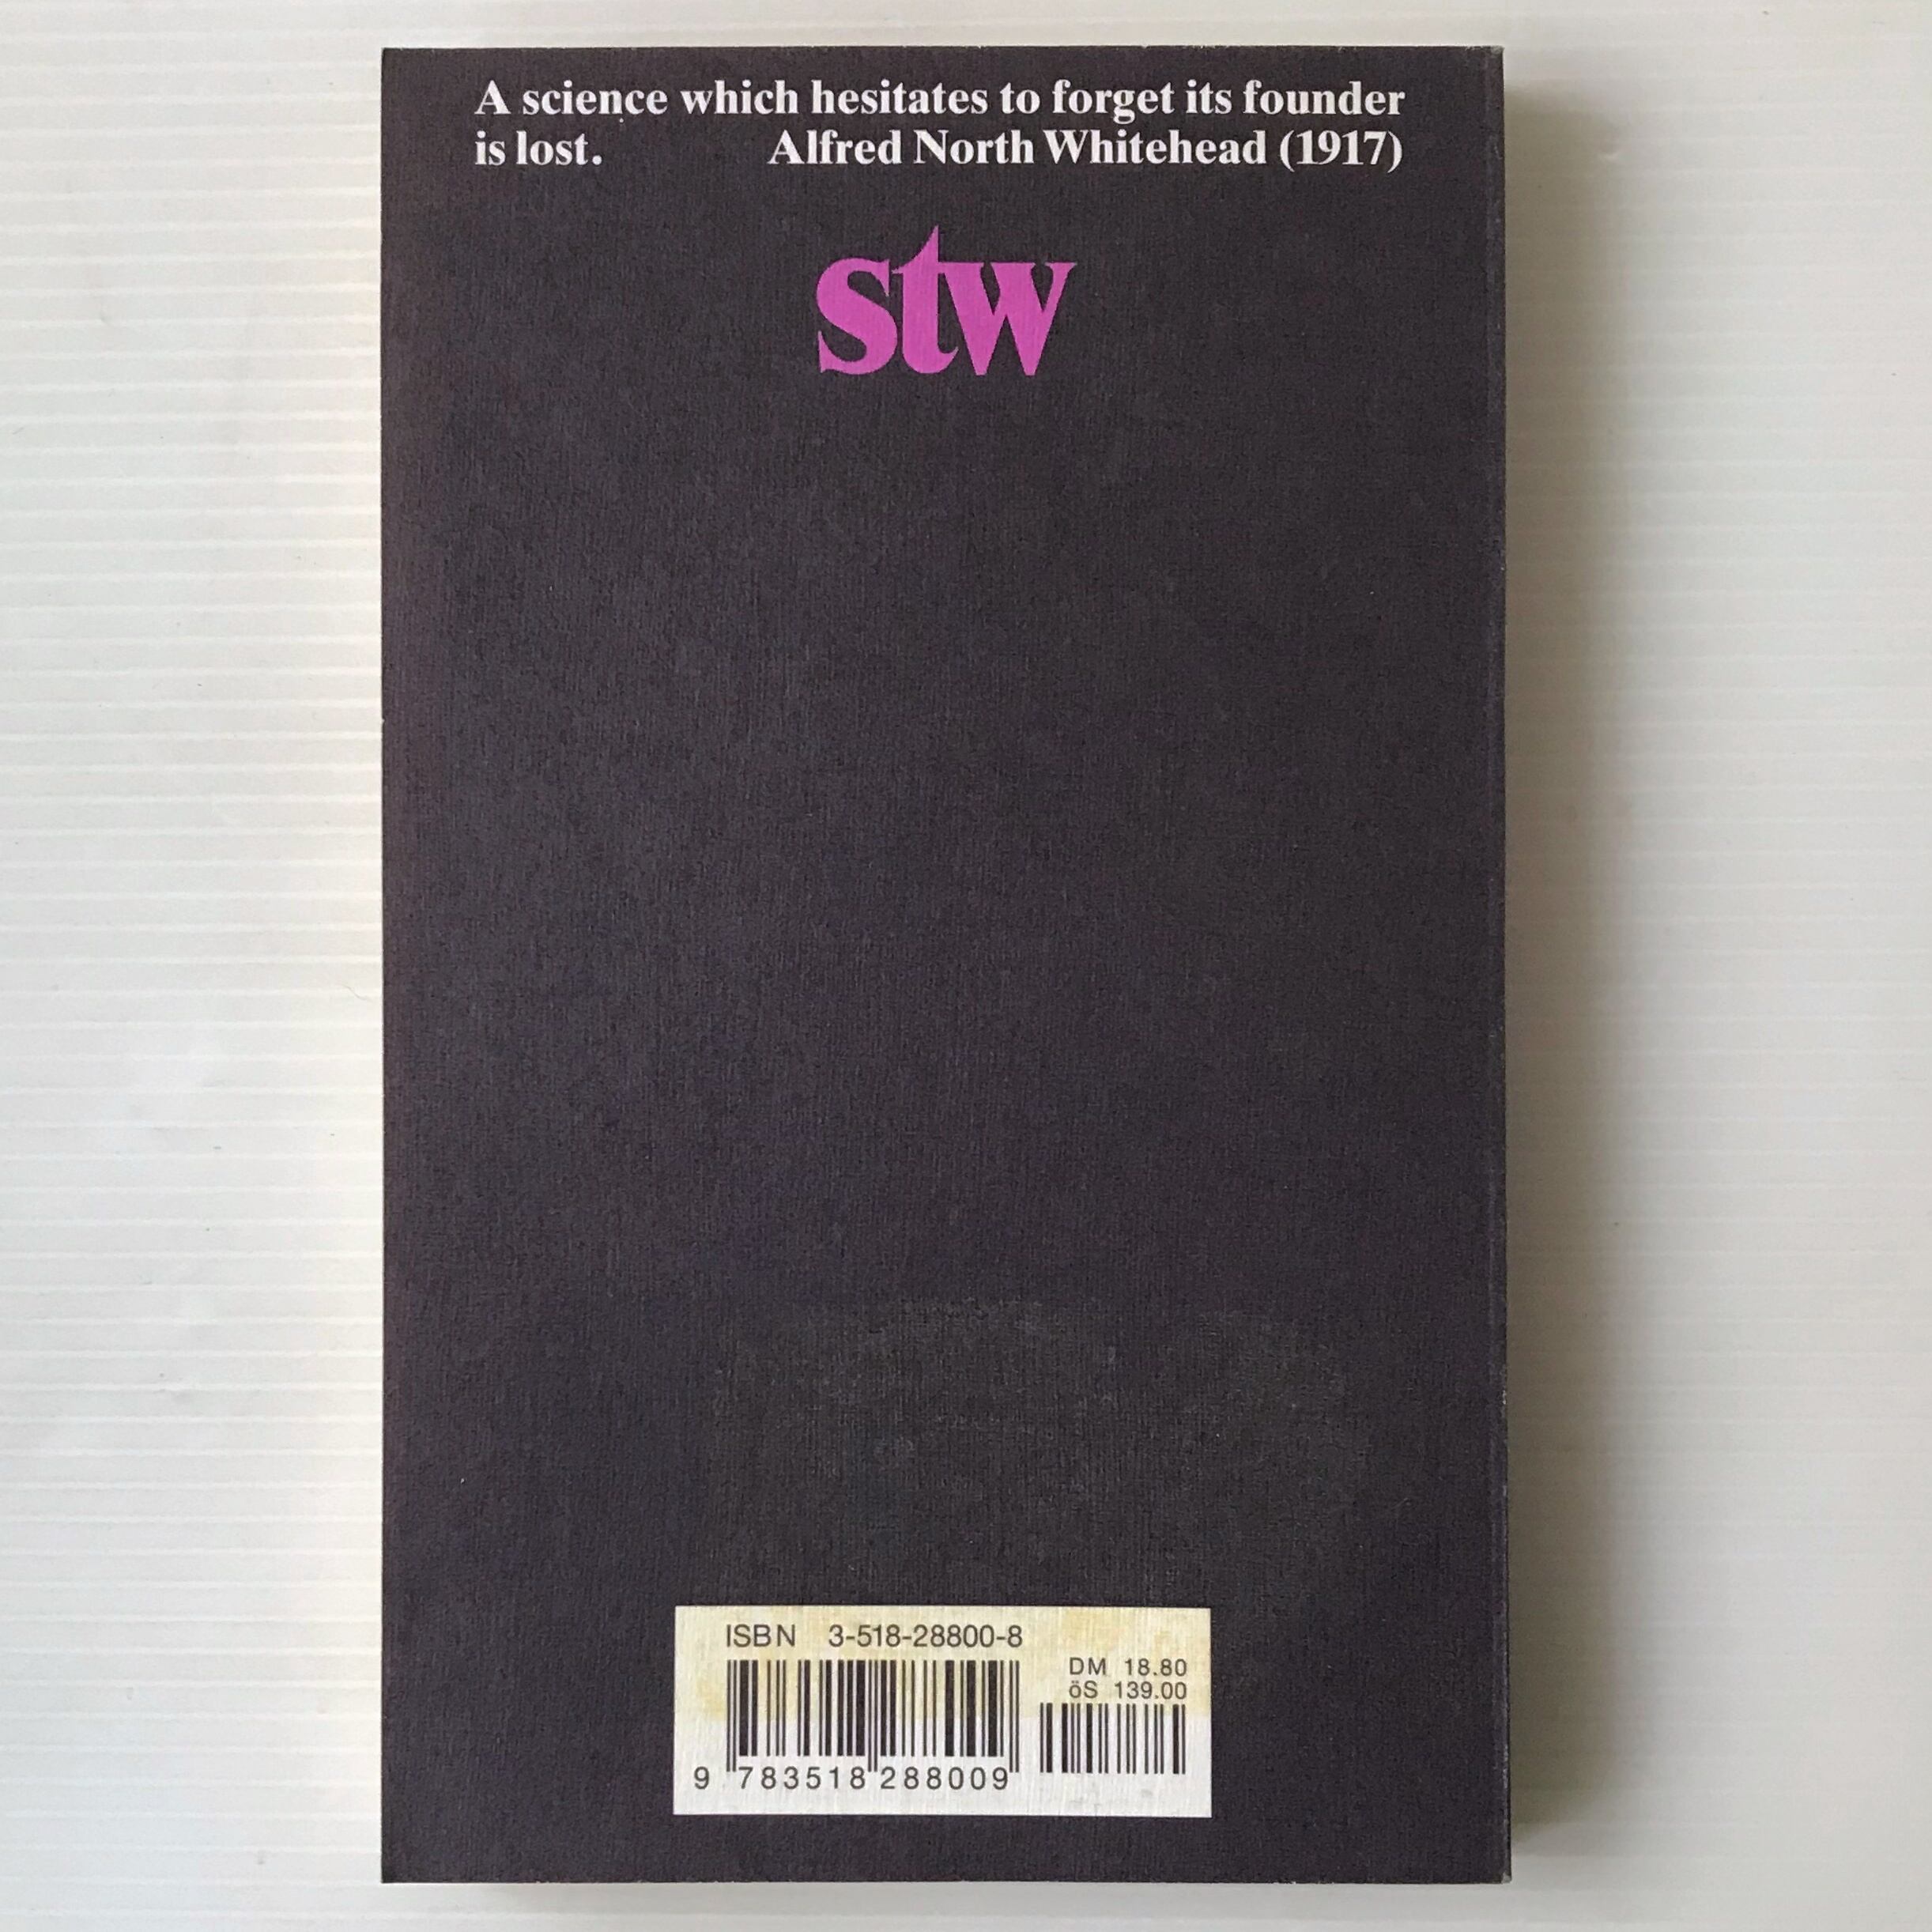 A science which hesitates to forget its founder
is lost. Alfred North Whitehead (1917)
stw
ISBN 3-518-28800-8
DM 18.80
öS 139.00
9 783518 288009